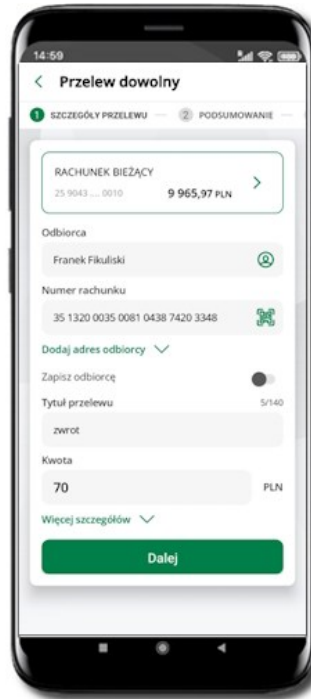 14:59
Przelew dowolny
1 SZCZEGÓŁY PRZELEWU 2 PODSUMOWANIE
RACHUNEK BIEŻĄCY
25 9043 .... 0010 9 965,97 PLN
Odbiorca
Franek Fikuliski
Numer rachunku
35 1320 0035 0081 0438 7420 3348
Dodaj adres odbiorcy
Zapisz odbiorcę
Tytuł przelewu 5/140
zwrot
Kwota
70 PLN
Więcej szczegółów
Dalej